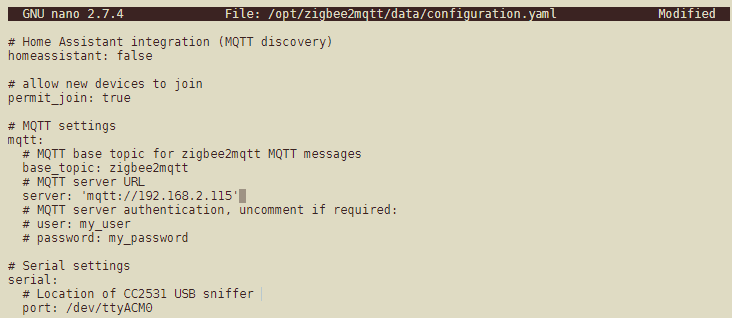 GNU nano 2.7.4 File: /opt/zigbee2mqtt/data/configuration.yaml Modified
# Home Assistant integration (MQTT discovery)
homeassistant: false
# allow new devices to join
permit_join: true
# MQTT settings
mqtt:
# MQTT base topic for zigbee2mqtt MQTT messages
base_topic: zigbee2mqtt
# MQTT server URL
server: 'mqtt://192.168.2.115'
# MQTT server authentication, uncomment if required:
# user: my_user
# password: my_password
# Serial settings
serial:
# Location of CC2531 USB sniffer
port: /dev/ttyACM0